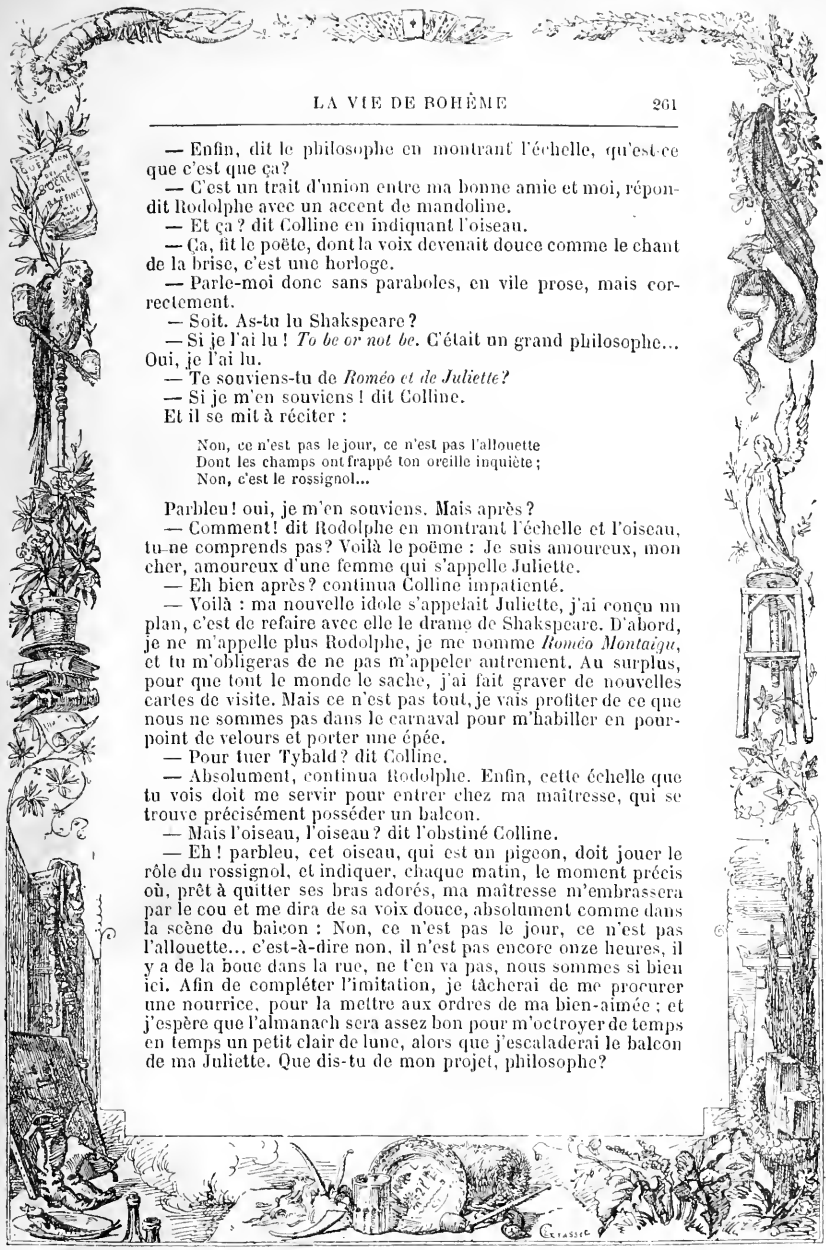 LA VIE DE BOHÊME 261
— Enfin, dit le philosophe en montrant l'échelle, qu'est-ce
que c'est que ça?
— C'est un trait d'union entre ma bonne amie et moi, répon-
dit Rodolphe avec un accent de mandoline.
— Et ça? dit Colline en indiquant l'oiseau.
— Ça, fit le poëte, dont la voix devenait douce comme le chant
de la brise, c'est une horloge.
— Parle-moi donc sans paraboles, en vile prose, mais cor-
rectement.
— Soit. As-tu lu Shakspeare?
— Si je l'ai lu! To be or not be. C'était un grand philosophe...
Oui, je l'ai lu.
— Te souviens-tu de Roméo et de Juliette?
— Si je m'en souviens! dit Colline.
Et il se mit à réciter :
Non, ce n'est pas le jour, ce n'est pas l'allouette
Dont les champs ont frappé ton oreille inquiète;
Non, c'est le rossignol...
Parbleu! oui, je m'en souviens. Mais après?
— Comment! dit Rodolphe en montrant l'échelle et l'oiseau,
tu ne comprends pas? Voilà le poëme : Je suis amoureux, mon
cher, amoureux d'une femme qui s'appelle Juliette.
— Eh bien après? continua Colline impatienté.
— Voilà : ma nouvelle idole s'appelait Juliette, j'ai conçu un
plan, c'est de refaire avec elle le drame de Shakspeare. D'abord,
je ne m'appelle plus Rodolphe, je me nomme Roméo Montaigu,
et tu m'obligeras de ne pas m'appeler autrement. Au surplus,
pour que tout le monde le sache, j'ai fait graver de nouvelles
cartes de visite. Mais ce n'est pas tout, je vais profiter de ce que
nous ne sommes pas dans le carnaval pour m'habiller en pour-
point de velours et porter une épée.
— Pour tuer Tybald? dit Colline.
— Absolument, continua Rodolphe. Enfin, cette échelle que
tu vois doit me servir pour entrer chez ma maîtresse, qui se
trouve précisément posséder un balcon.
— Mais l'oiseau, l'oiseau? dit l'obstiné Colline.
— Eh! parbleu, cet oiseau, qui est un pigeon, doit jouer le
rôle du rossignol, et indiquer, chaque matin, le moment précis
où, prêt à quitter ses bras adorés, ma maîtresse m'embrassera
par le cou et me dira de sa voix douce, absolument comme dans
la scène du balcon : Non, ce n'est pas le jour, ce n'est pas
l'allouette... c'est-à-dire non, il n'est pas encore onze heures, il
y a de la boue dans la rue, ne t'en va pas, nous sommes si bien
ici. Afin de compléter l'imitation, je tâcherai de me procurer
une nourrice, pour la mettre aux ordres de ma bien-aimée; et
j'espère que l'almanach sera assez bon pour m'octroyer de temps
en temps un petit clair de lune, alors que j'escaladerai le balcon
de ma Juliette. Que dis-tu de mon projet, philosophe?